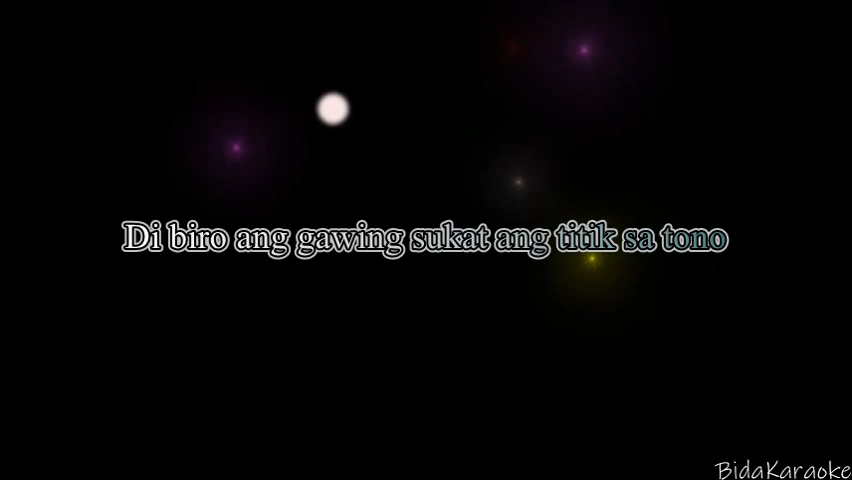 Di biro ang gawing sukat ang titik sa tono
BidaKaraoke